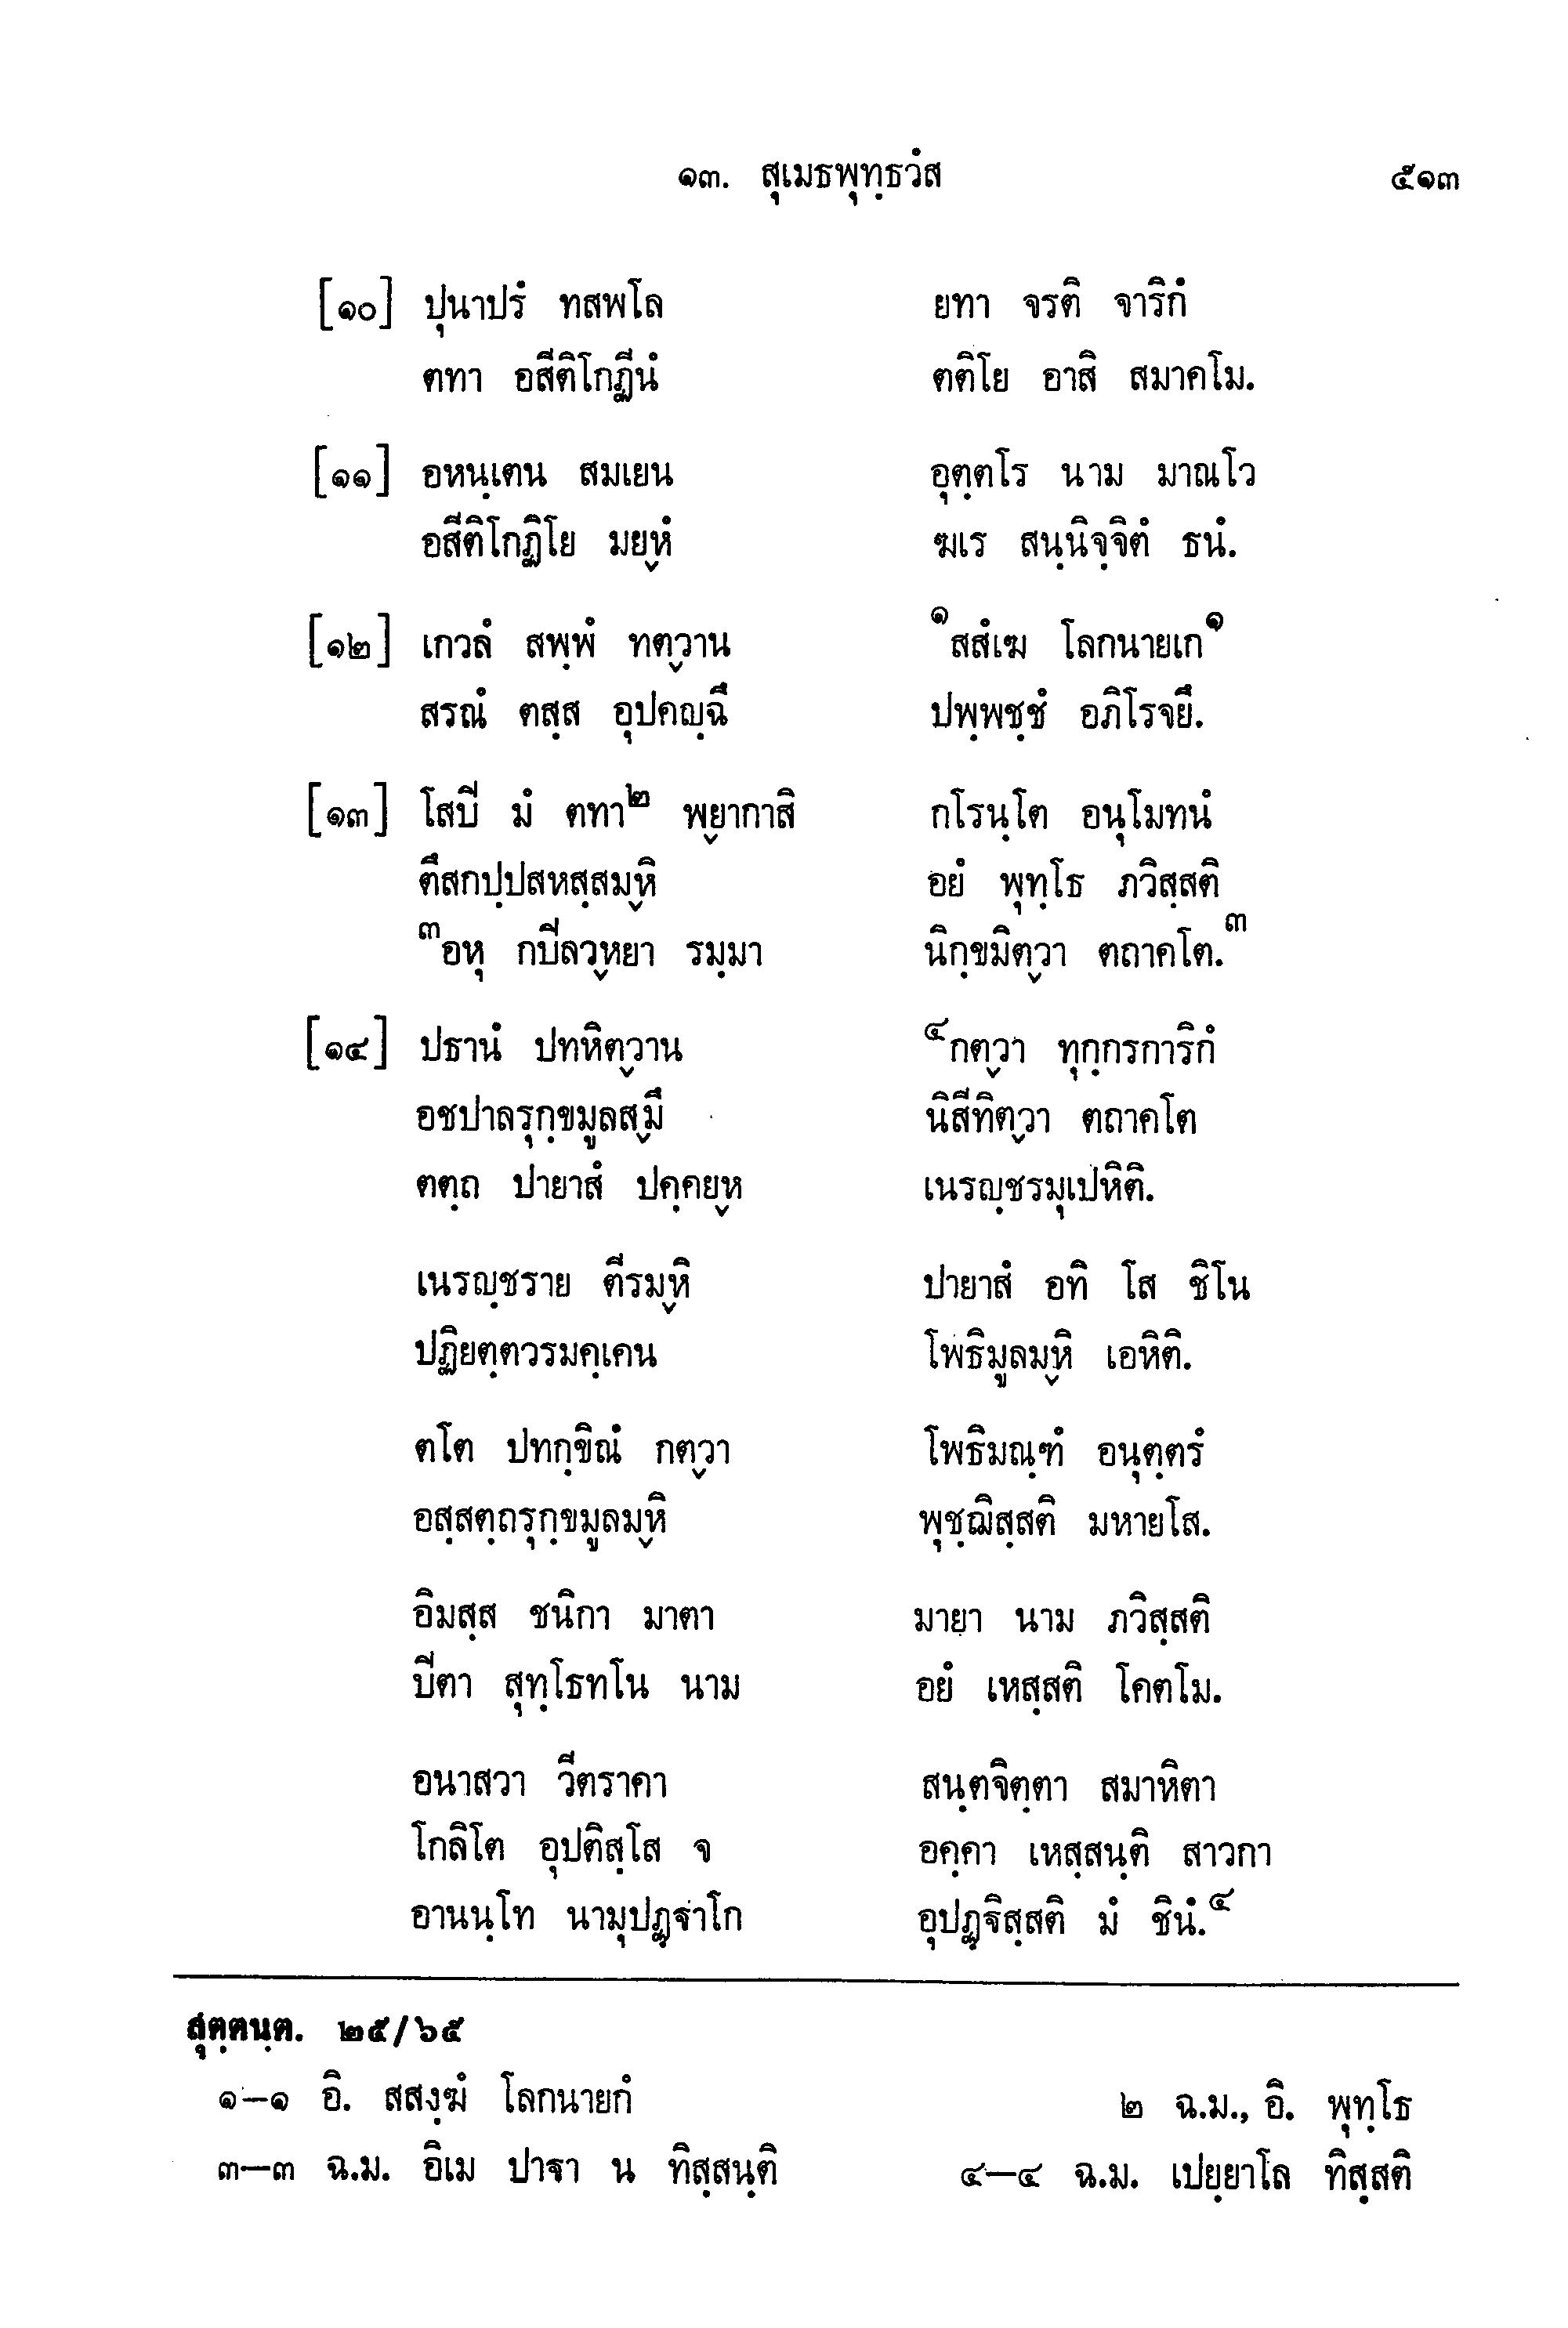 ๑๓. สุเมธพุทฺธวํส ๕๑๓
[๑๐] ปุนาปรํ ทสพโล ยทา จรติ จาริกํ
ตทา อสีติโกฏีนํ ตติโย อาสิ สมาคโม.
[๑๑] อหนฺเตน สมเยน อุตฺตโร นาม มาณโว
อสีติโกฏิโย มยฺหํ ฆเร สนฺนิจฺจิตํ ธนํ.
[๑๒] เกวลํ สพฺพํ ทตฺวาน ๑สสํเฆ โลกนายเก๑
สรณํ ตสฺส อุปคญฺฉึ ปพฺพชฺชํ อภิโรจยึ.
[๑๓] โสปิ มํ ตทา๒ พฺยากาสิ กโรนฺโต อนุโมทนํ
ตึสกปฺปสหสฺสมฺหิ อยํ พุทฺโธ ภวิสฺสติ
๓อหุ กปิลวฺหยา รมฺมา นิกฺขมิตฺวา ตถาคโต.๓
[๑๔] ปธานํ ปทหิตฺวาน ๔กตฺวา ทุกฺกรการิกํ
อชปาลรุกฺขมูลสฺมึ นิสีทิตฺวา ตถาคโต
ตตฺถ ปายาสํ ปคฺคยฺห เนรญฺชรมุเปหิติ.
เนรญฺชราย ตีรมฺหิ ปายาสํ อทิ โส ชิโน
ปฏิยตฺตวรมคฺเคน โพธิมูลมฺหิ เอหิติ.
ตโต ปทกฺขิณํ กตฺวา โพธิมณฺฑํ อนุตฺตรํ
อสฺสตฺถรุกฺขมูลมฺหิ พุชฺฌิสฺสติ มหายโส.
อิมสฺส ชนิกา มาตา มายา นาม ภวิสฺสติ
ปิตา สุทฺโธทโน นาม อยํ เหสฺสติ โคตโม.
อนาสวา วีตราคา สนฺตจิตฺตา สมาหิตา
โกลิโต อุปติสฺโส จ อคฺคา เหสฺสนฺติ สาวกา
อานนฺโท นามุปฏฺฐาโก อุปฏฺฐิสฺสติ มํ ชินํ.๔
สุตฺตนฺต. ๒๕/๖๕
๑–๑ อิ. สสงฺฆํ โลกนายกํ ๒ ฉ.ม., อิ. พุทฺโธ
๓–๓ ฉ.ม. อิเม ปาฐา น ทิสฺสนฺติ ๔–๔ ฉ.ม. เปยฺยาโล ทิสฺสติ